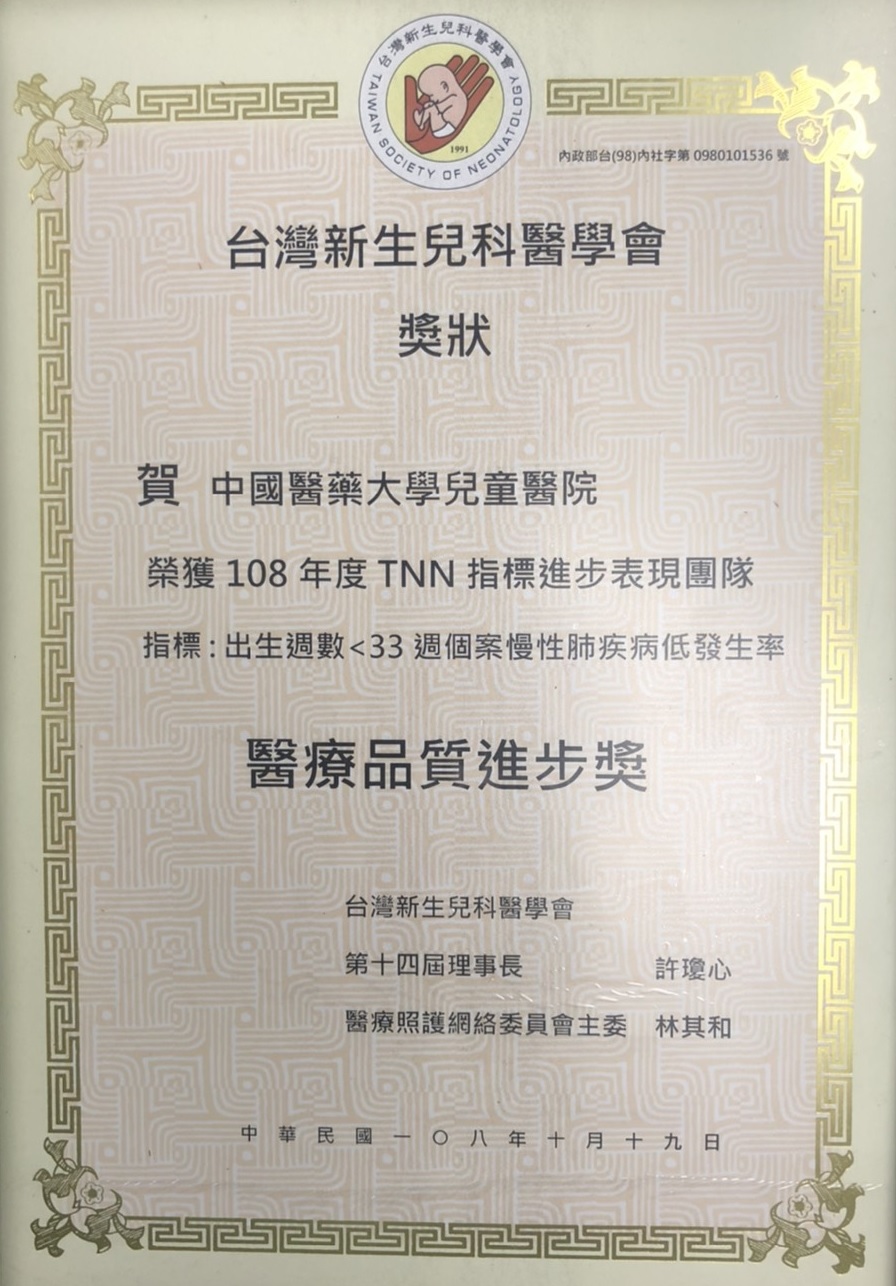 台灣新生兒科醫學會
TAIWAN SOCIETY OF NEONATOLOGY
1991
內政部台(98)內社字第 0980101536 號
台灣新生兒科醫學會
獎狀
賀 中國醫藥大學兒童醫院
榮獲 108 年度 TNN 指標進步表現團隊
指標：出生週數<33 週個案慢性肺疾病低發生率
醫療品質進步獎
台灣新生兒科醫學會
第十四屆理事長 許瓊心
醫療照護網絡委員會主委 林其和
中華民國一〇八年十月十九日